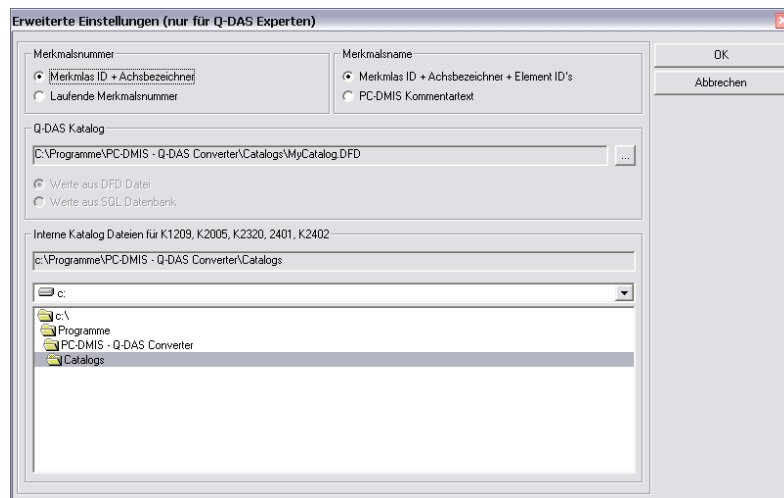 Erweiterte Einstellungen (nur für Q-DAS Experten)
Merkmalsnummer
Merkmlas ID + Achsbezeichner
Laufende Merkmalsnummer
Merkmalsname
Merkmlas ID + Achsbezeichner + Element ID's
PC-DMIS Kommentartext
OK
Abbrechen
Q-DAS Katalog
C:\Programme\PC-DMIS - Q-DAS Converter\Catalogs\MyCatalog.DFD
...
Werte aus DFD Datei
Werte aus SQL Datenbank
Interne Katalog Dateien für K1209, K2005, K2320, 2401, K2402
c:\Programme\PC-DMIS - Q-DAS Converter\Catalogs
c:
c:\
Programme
PC-DMIS - Q-DAS Converter
Catalogs